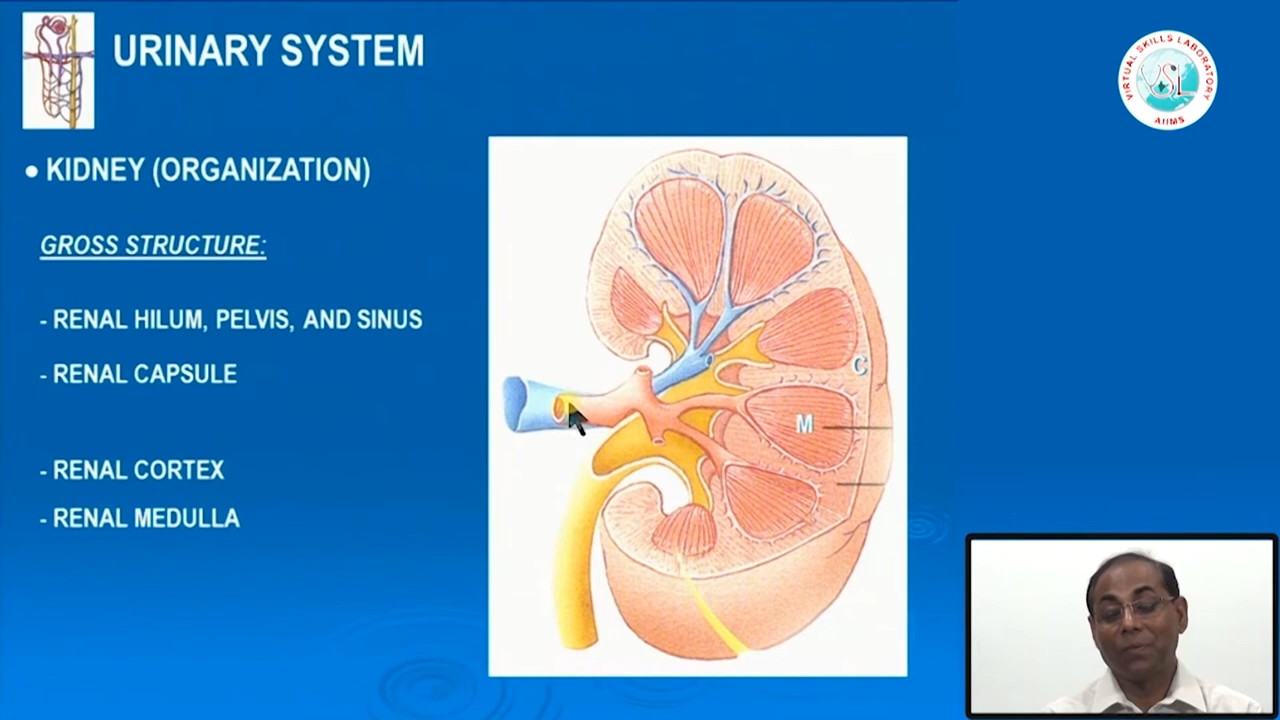 URINARY SYSTEM
• KIDNEY (ORGANIZATION)
GROSS STRUCTURE:
- RENAL HILUM, PELVIS, AND SINUS
- RENAL CAPSULE
- RENAL CORTEX
- RENAL MEDULLA
C
M
VIRTUAL SKILLS LABORATORY
VSL
AIIMS